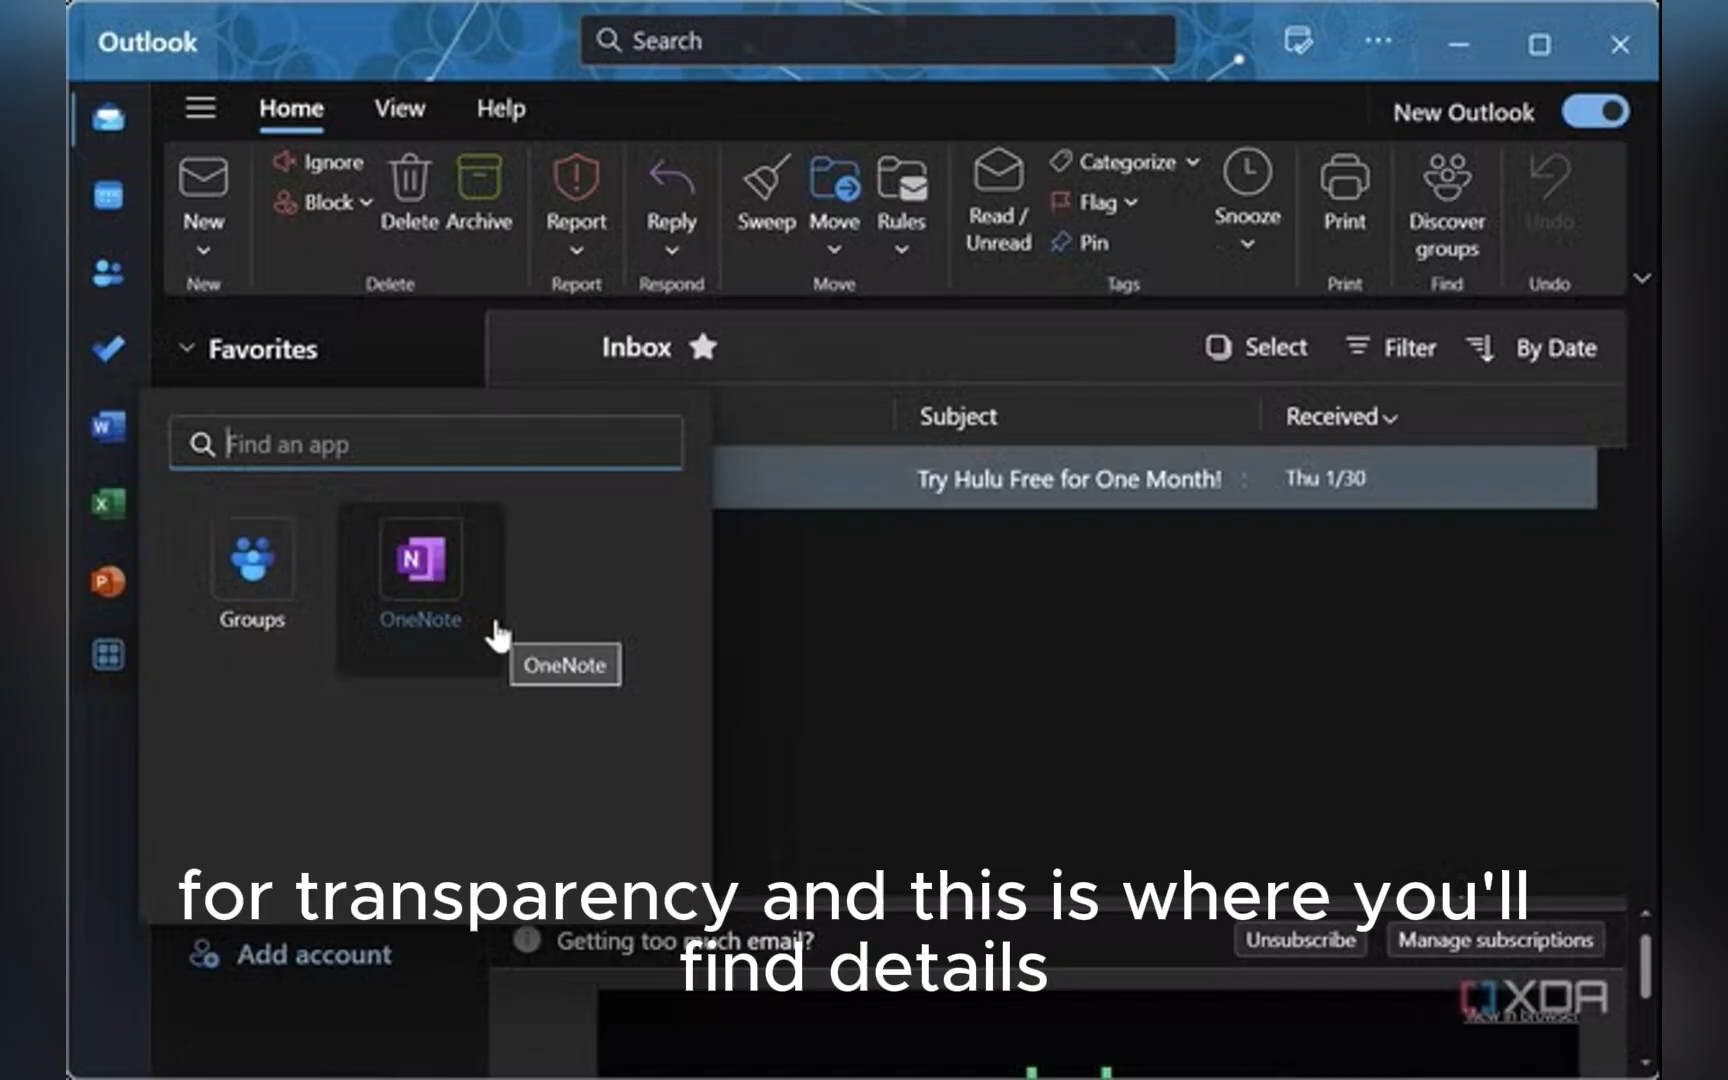 Outlook
Search
Home View Help
New Outlook
New
Ignore
Block
Delete
Archive
Report
Reply
Sweep
Move
Rules
Read /
Unread
Categorize
Flag
Pin
Snooze
Print
Discover
groups
Undo
New
Delete
Report
Respond
Move
Tags
Print
Find
Undo
Favorites
Inbox
Select
Filter
By Date
Find an app
Subject
Received
Try Hulu Free for One Month!
Thu 1/30
Groups
N
OneNote
OneNote
W
X
P
for transparency and this is where you'll
find details
Add account
Getting too much email?
Unsubscribe
Manage subscriptions
XDA
View in browser